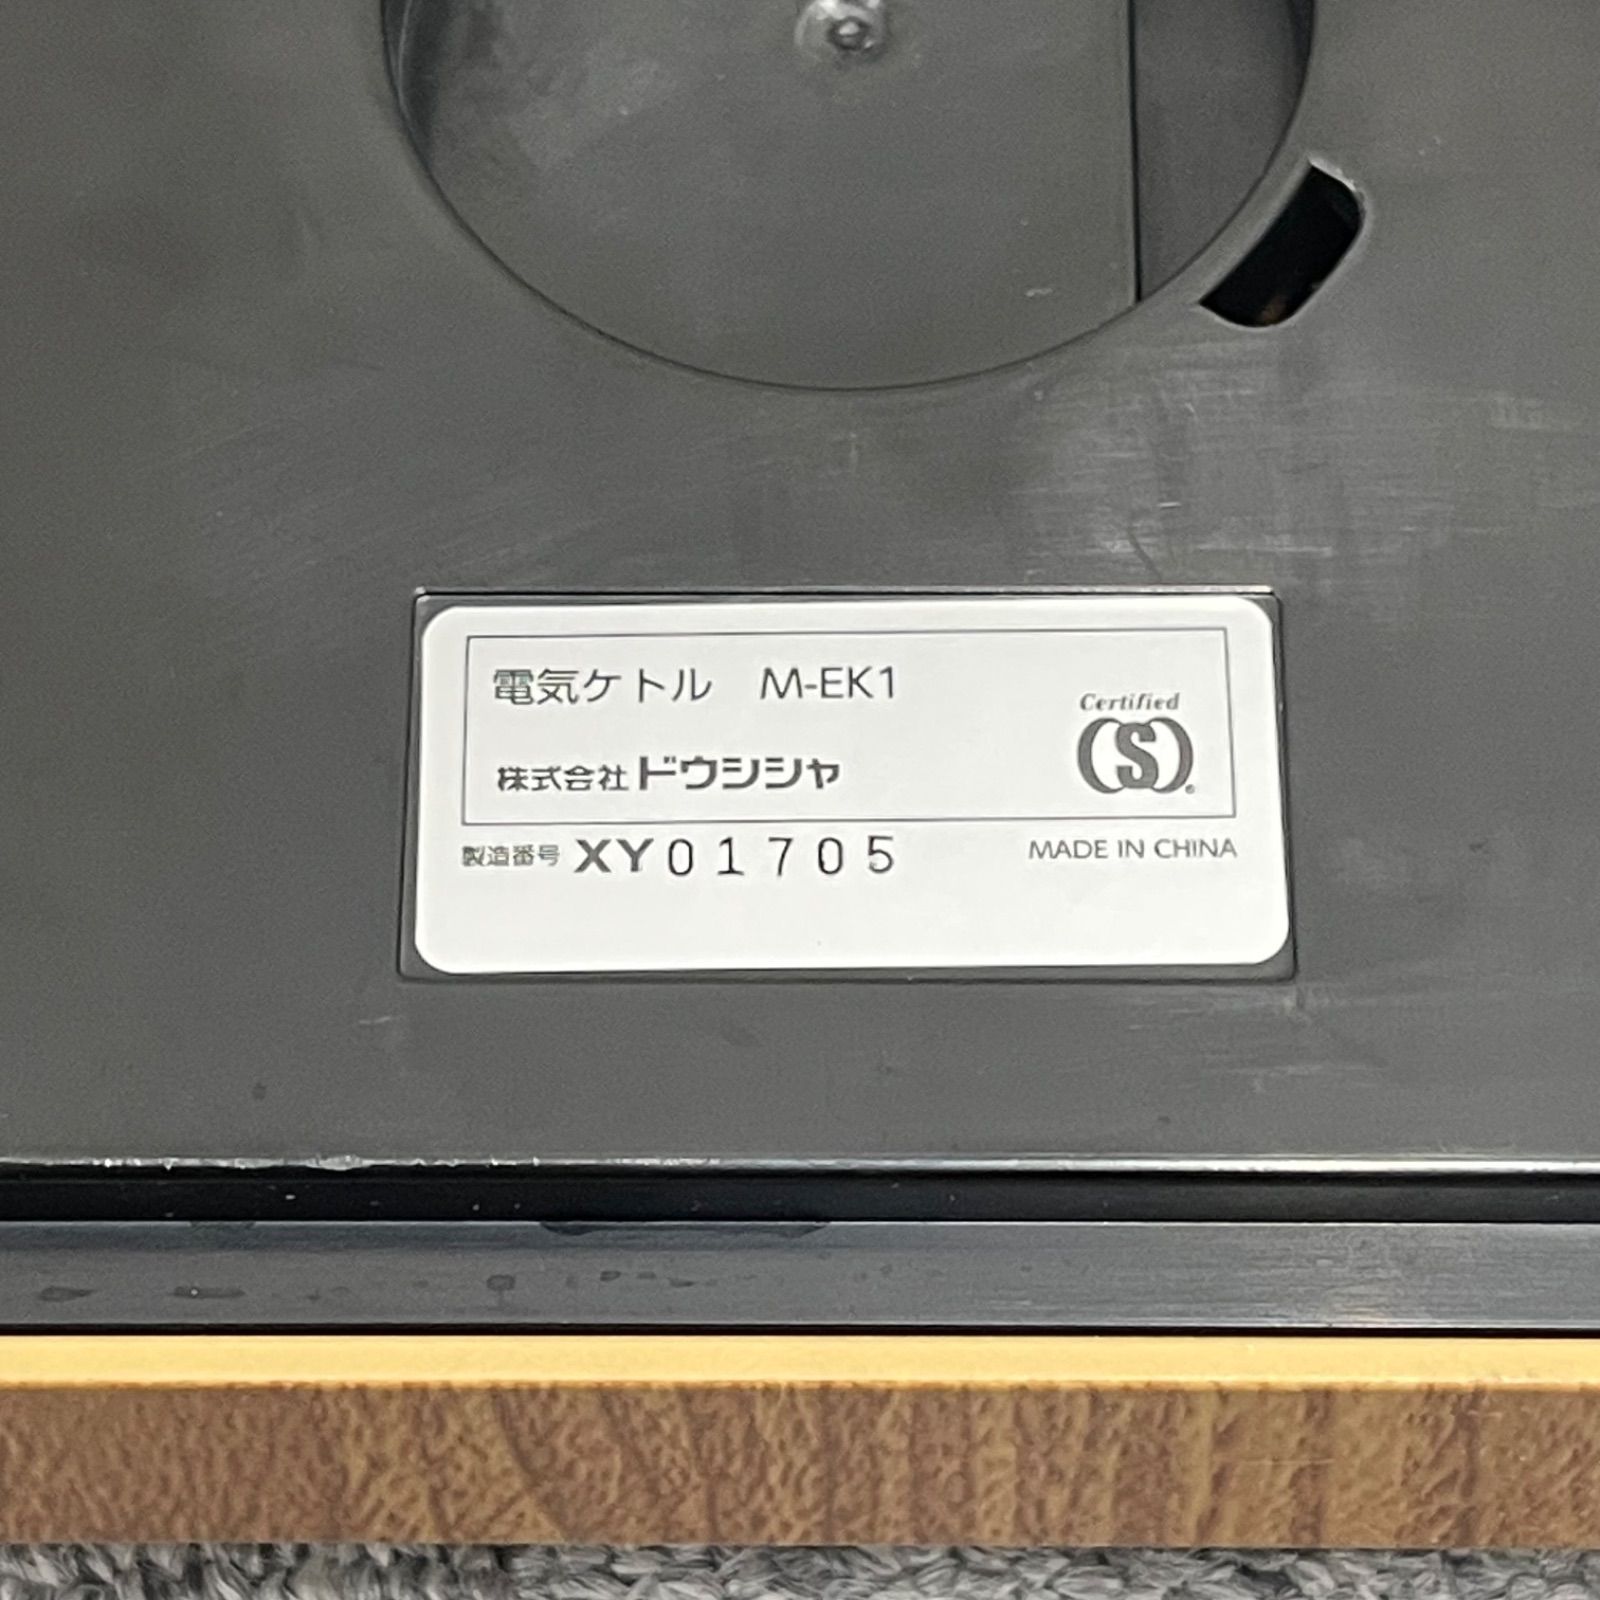 電気ケトル M-EK1
Certified
S
株式会社ドウシシャ
製造番号 XY01705
MADE IN CHINA